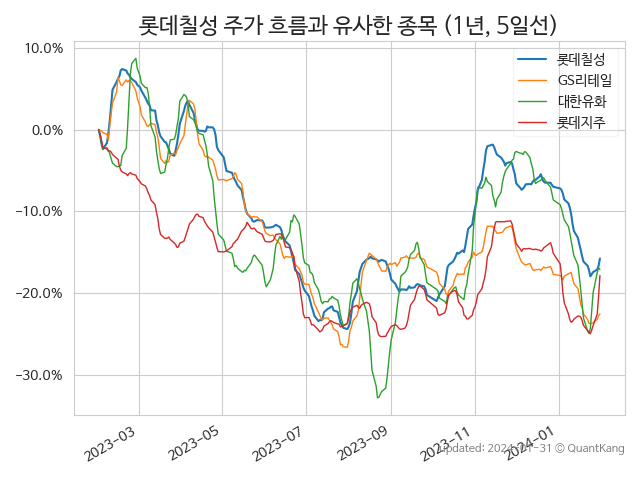 롯데칠성 주가 흐름과 유사한 종목 (1년, 5일선)
10.0%
0.0%
−10.0%
−20.0%
−30.0%
롯데칠성
GS리테일
대한유화
롯데지주
2023−03
2023−05
2023−07
2023−09
2023−11
2024−01
updated: 2024-01-31 © QuantKang